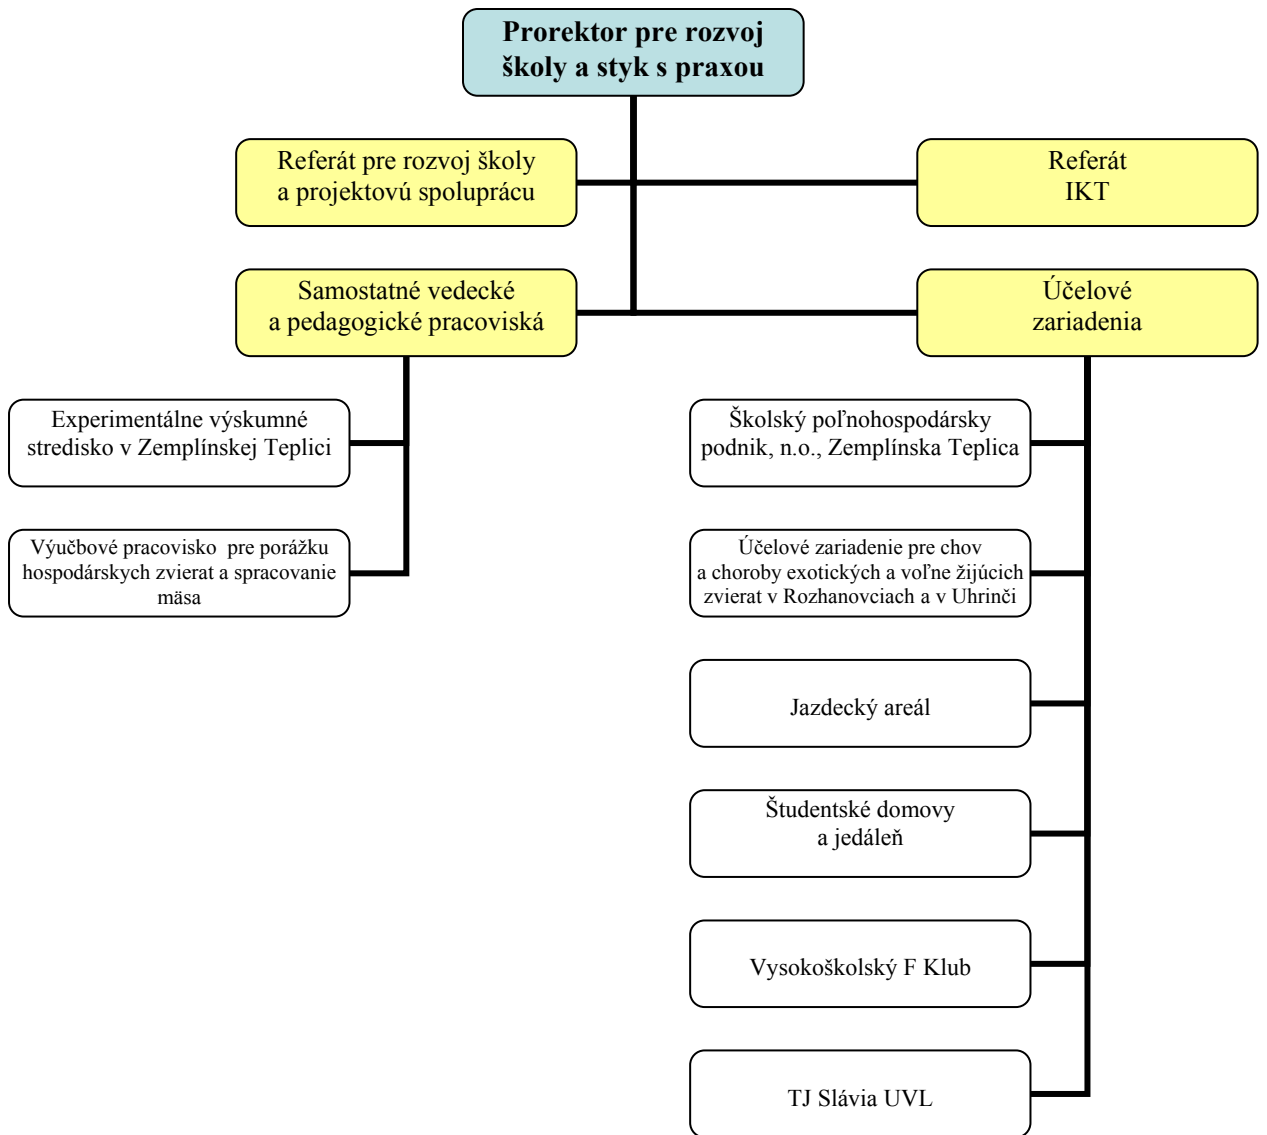 Prorektor pre rozvoj
školy a styk s praxou
Referát pre rozvoj školy
a projektovú spoluprácu
Referát
IKT
Samostatné vedecké
a pedagogické pracoviská
Účelové
zariadenia
Experimentálne výskumné
stredisko v Zemplínskej Teplici
Výučbové pracovisko pre porážku
hospodárskych zvierat a spracovanie
mäsa
Školský poľnohospodársky
podnik, n.o., Zemplínska Teplica
Účelové zariadenie pre chov
a choroby exotických a voľne žijúcich
zvierat v Rozhanovciach a v Uhrinči
Jazdecký areál
Študentské domovy
a jedáleň
Vysokoškolský F Klub
TJ Slávia UVL